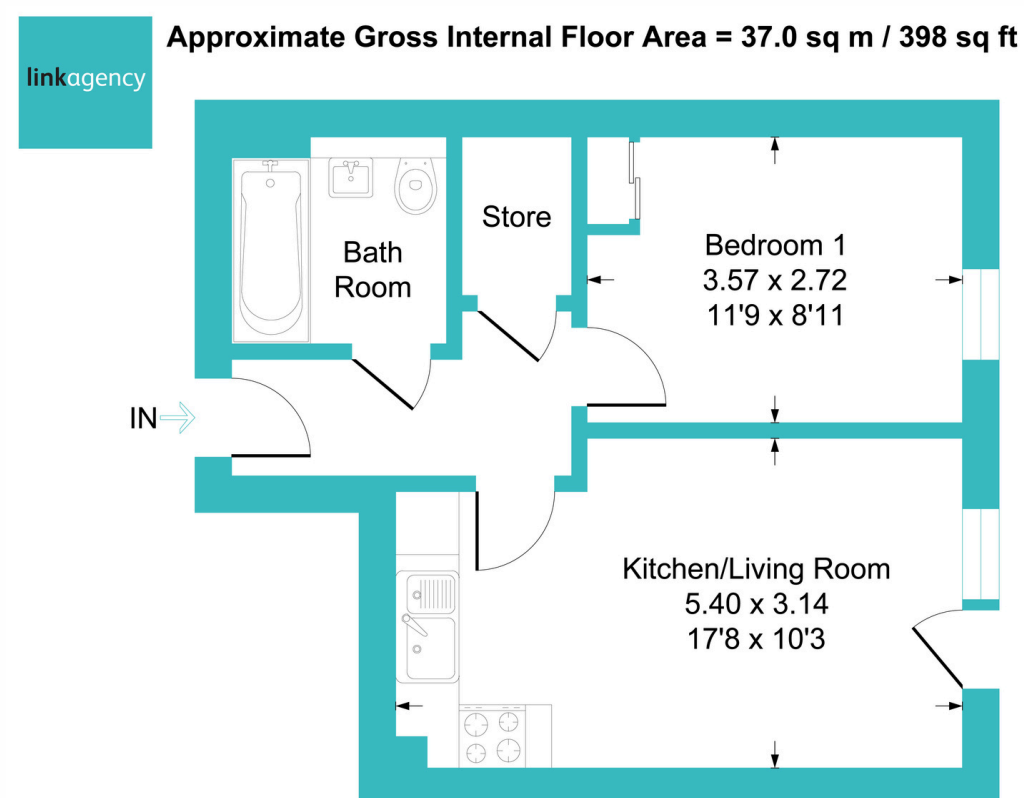 Approximate Gross Internal Floor Area = 37.0 sq m / 398 sq ft
linkagency
Store
Bath
Room
Bedroom 1
3.57 x 2.72
11'9 x 8'11
IN
Kitchen/Living Room
5.40 x 3.14
17'8 x 10'3